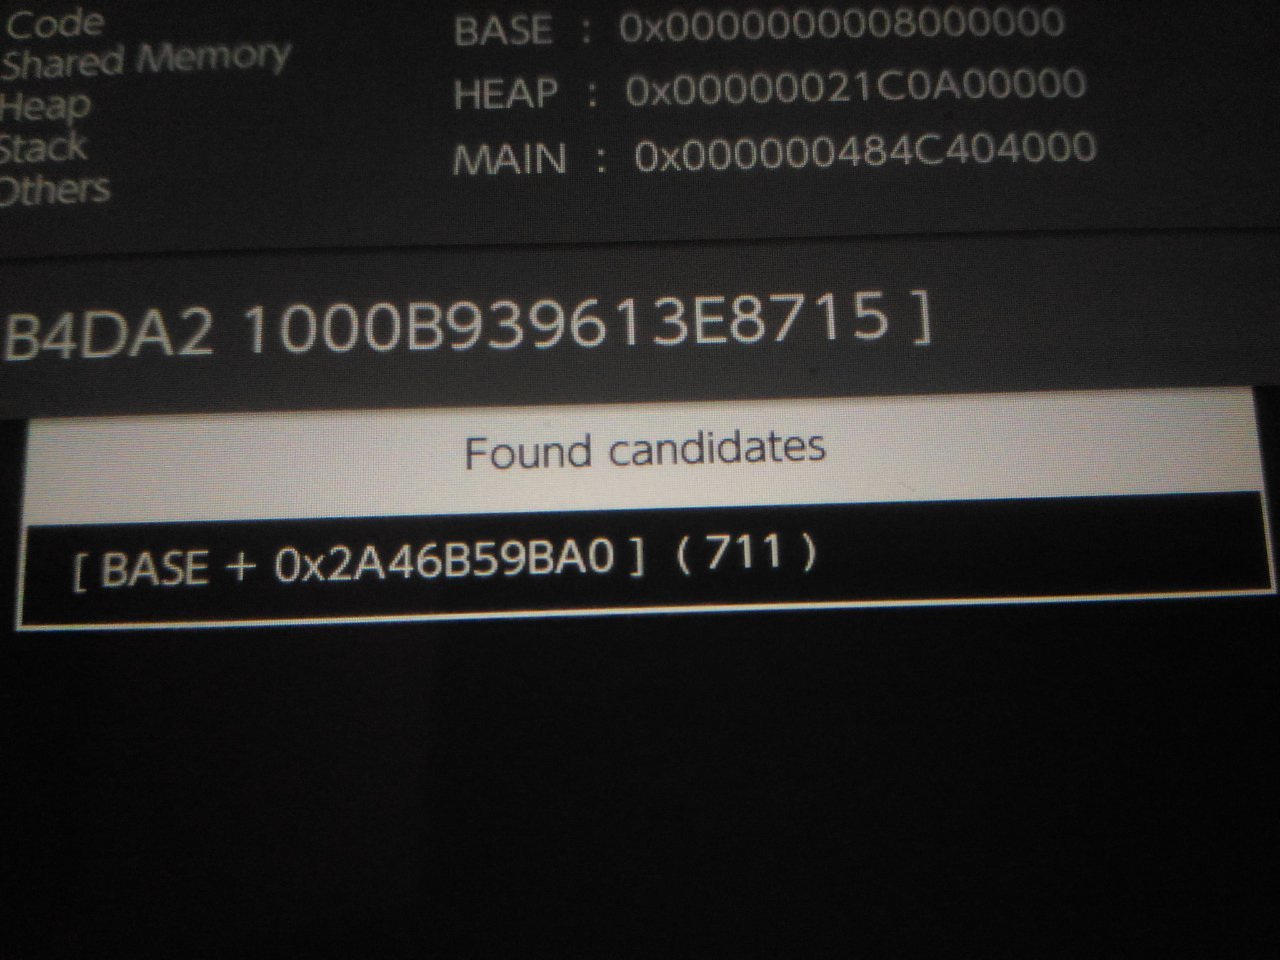 Code
Shared Memory
Heap
Stack
Others
BASE : 0x0000000008000000
HEAP : 0x00000021C0A00000
MAIN : 0x000000484C404000
B4DA2 1000B939613E8715 ]
Found candidates
[ BASE + 0x2A46B59BA0 ] ( 711 )